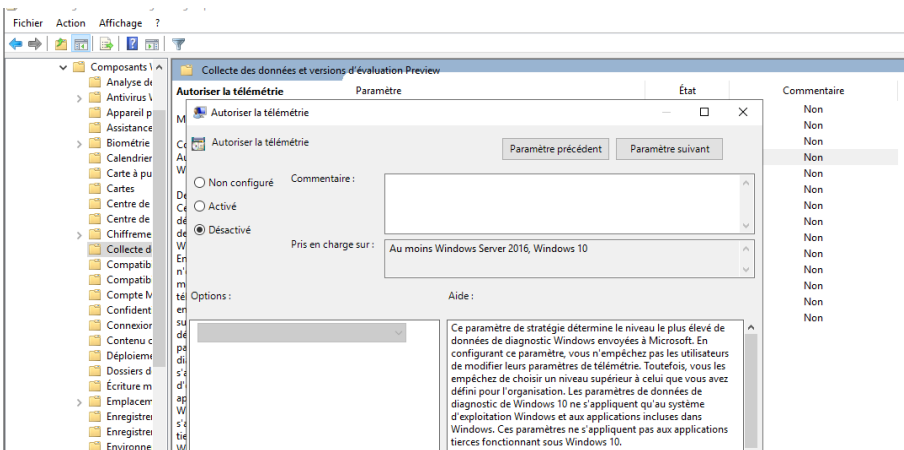 Fichier Action Affichage ?
Composants
Analyse de
Antivirus
Appareil p
Assistance
Biométrie
Calendrier
Carte à pu
Cartes
Centre de
Centre de
Chiffreme
Collecte d
Compatib
Compatib
Compte M
Confident
Connexior
Contenu c
Déploieme
Dossiers d
Écriture m
Emplacem
Enregistrer
Enregistrer
Environne
Collecte des données et versions d'évaluation Preview
Autoriser la télémétrie Paramètre État Commentaire
Non
Non
Non
Non
Non
Non
Non
Non
Non
Non
Non
Non
Non
Non
Autoriser la télémétrie
Autoriser la télémétrie
Paramètre précédent Paramètre suivant
Non configuré
Activé
Désactivé
Commentaire :
Pris en charge sur :
Au moins Windows Server 2016, Windows 10
Options :
Aide :
Ce paramètre de stratégie détermine le niveau le plus élevé de
données de diagnostic Windows envoyées à Microsoft. En
configurant ce paramètre, vous n'empêchez pas les utilisateurs
de modifier leurs paramètres de télémétrie. Toutefois, vous les
empêchez de choisir un niveau supérieur à celui que vous avez
défini pour l'organisation. Les paramètres de données de
diagnostic de Windows 10 ne s'appliquent qu'au système
d'exploitation Windows et aux applications incluses dans
Windows. Ces paramètres ne s'appliquent pas aux applications
tierces fonctionnant sous Windows 10.